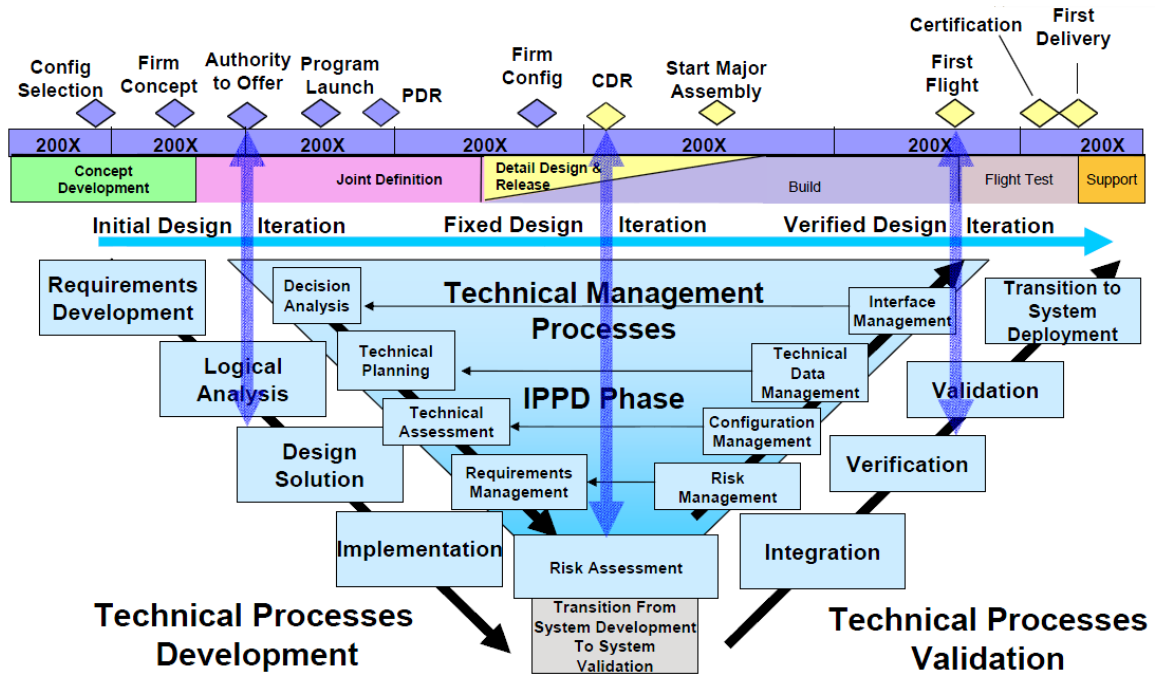 Config
Selection
Firm
Concept
Authority
to Offer
Program
Launch
PDR
Firm
Config
CDR
Start Major
Assembly
First
Flight
Certification
First
Delivery
200X
200X
200X
200X
200X
200X
200X
Concept
Development
Joint Definition
Detail Design &
Release
Build
Flight Test
Support
Initial Design
Iteration
Fixed Design
Iteration
Verified Design
Iteration
Requirements
Development
Logical
Analysis
Design
Solution
Implementation
Decision
Analysis
Technical
Planning
Technical
Assessment
Requirements
Management
Technical Management
Processes
IPPD Phase
Interface
Management
Technical
Data
Management
Configuration
Management
Risk
Management
Risk Assessment
Transition From
System Development
To System
Validation
Transition to
System
Deployment
Validation
Verification
Integration
Technical Processes
Development
Technical Processes
Validation